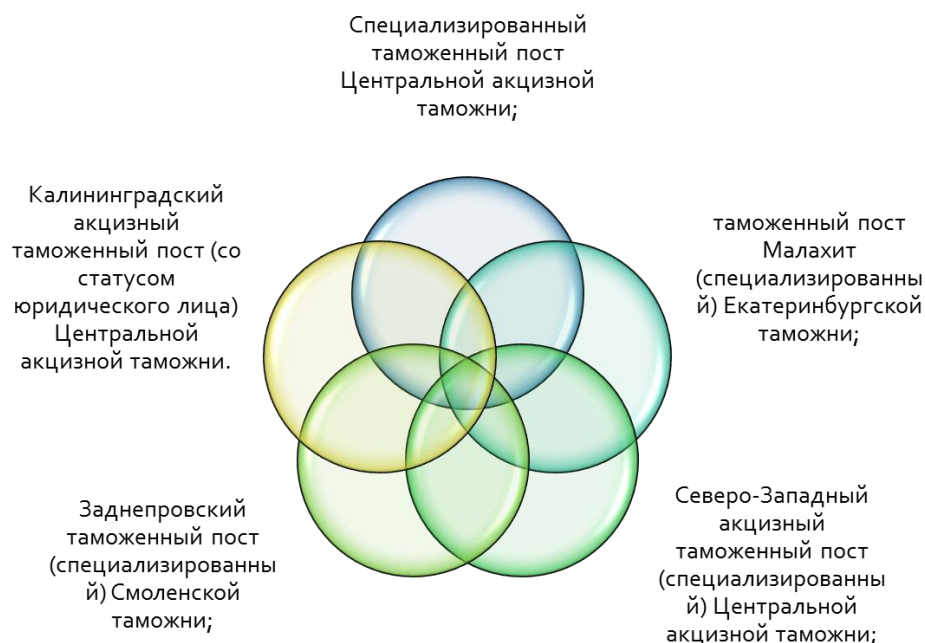 Специализированный
таможенный пост
Центральной акцизной
таможни;
таможенный пост
Малахит
(специализированны
й) Екатеринбургской
таможни;
Северо-Западный
акцизный
таможенный пост
(специализированны
й) Центральной
акцизной таможни;
Заднепровский
таможенный пост
(специализированны
й) Смоленской
таможни;
Калининградский
акцизный
таможенный пост (со
статусом
юридического лица)
Центральной
акцизной таможни.